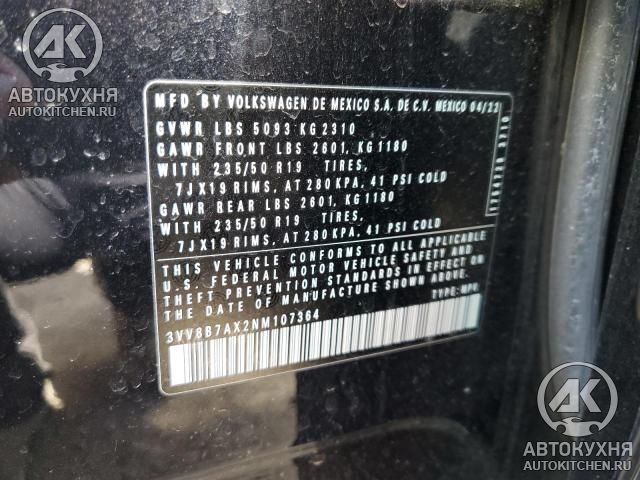 AK
АВТОКУХНЯ
AUTOKITCHEN.RU
MFD BY VOLKSWAGEN DE MEXICO S.A. DE C.V. MEXICO 04/22
GVWR LBS 5093 KG 2310
GAWR FRONT LBS 2601, KG 1180
WITH 235/50 R19 TIRES,
7JX19 RIMS, AT 280 KPA, 41 PSI COLD
GAWR REAR LBS 2601, KG 1180
WITH 235/50 R19 TIRES,
7JX19 RIMS, AT 280 KPA, 41 PSI COLD
THIS VEHICLE CONFORMS TO ALL APPLICABLE
U.S. FEDERAL MOTOR VEHICLE SAFETY AND
THEFT PREVENTION STANDARDS IN EFFECT ON
THE DATE OF MANUFACTURE SHOWN ABOVE.
TYPE: MPV
3VV8B7AX2NM107364
AK
АВТОКУХНЯ
AUTOKITCHEN.RU